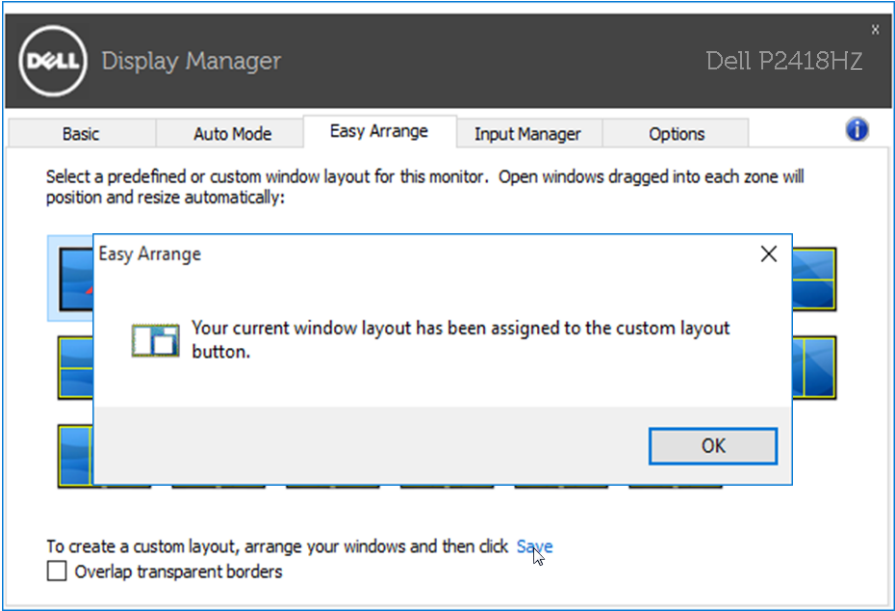 DELL
Display Manager
Dell P2418HZ
x
Basic
Auto Mode
Easy Arrange
Input Manager
Options
i
Select a predefined or custom window layout for this monitor. Open windows dragged into each zone will
position and resize automatically:
Easy Arrange
Your current window layout has been assigned to the custom layout
button.
OK
To create a custom layout, arrange your windows and then click Save
Overlap transparent borders